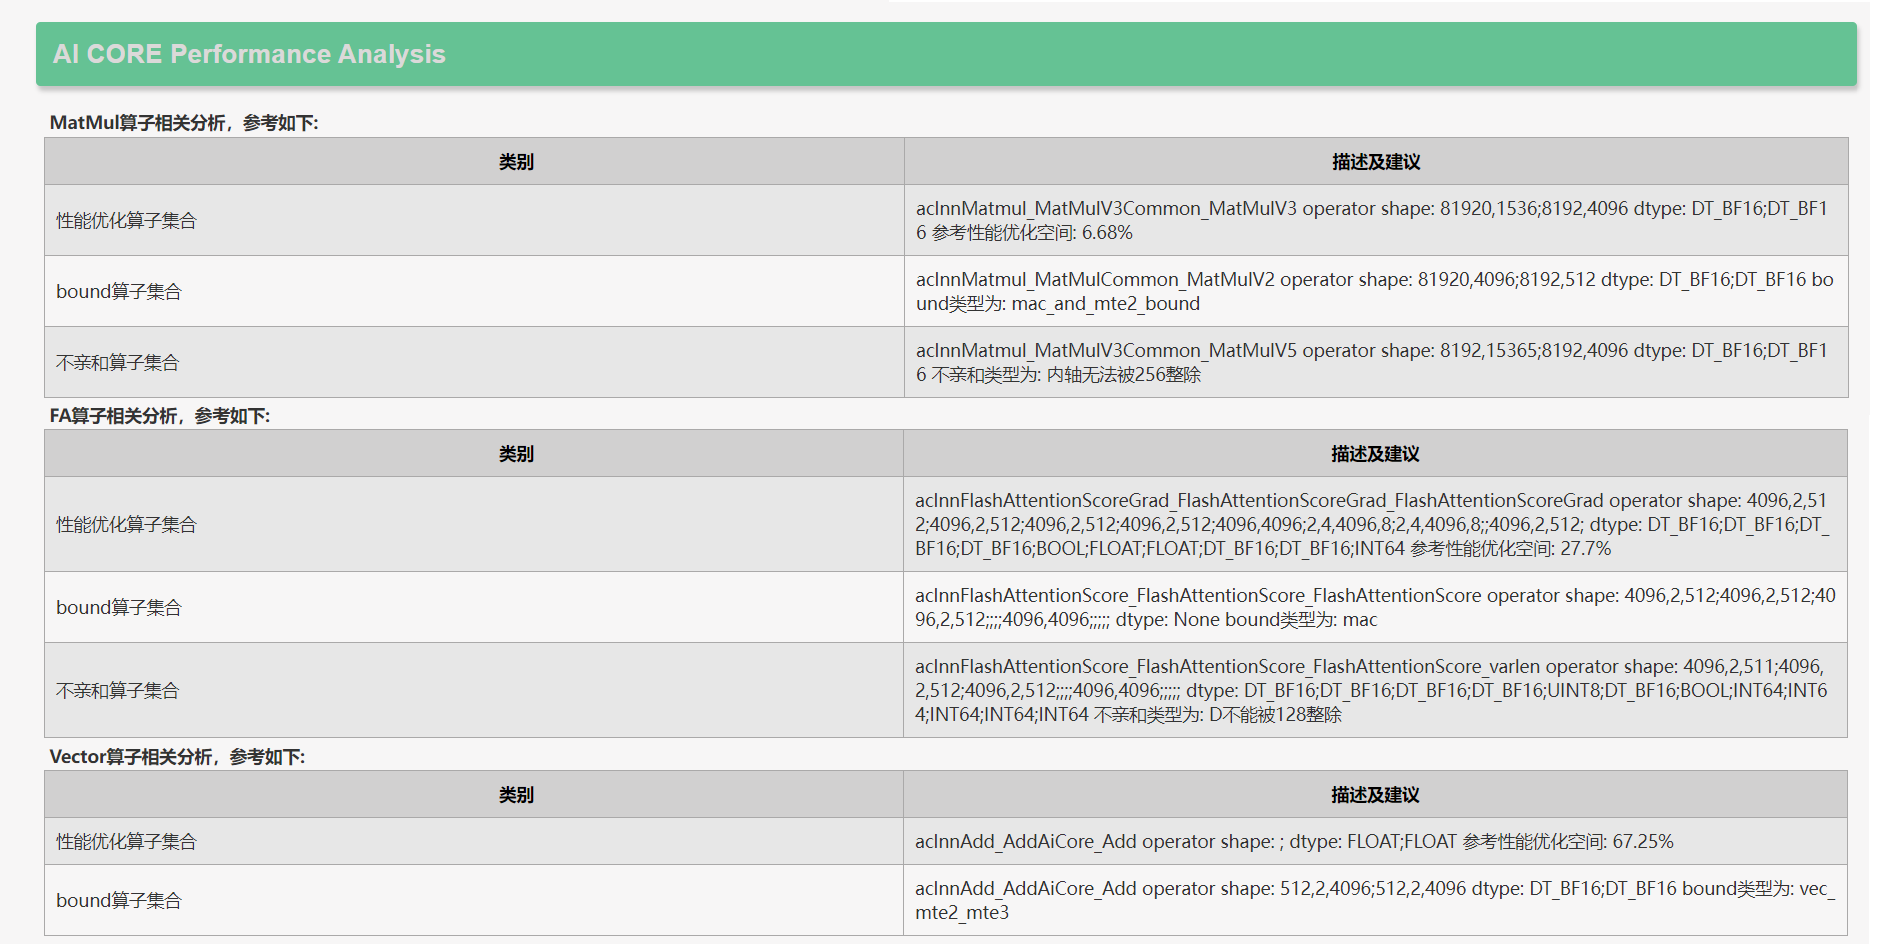 AI CORE Performance Analysis
MatMul算子相关分析，参考如下:
类别
描述及建议
性能优化算子集合
aclnnMatmul_MatMulV3Common_MatMulV3 operator shape: 81920,1536;8192,4096 dtype: DT_BF16;DT_BF1
6 参考性能优化空间: 6.68%
bound算子集合
aclnnMatmul_MatMulCommon_MatMulV2 operator shape: 81920,4096;8192,512 dtype: DT_BF16;DT_BF16 bo
und类型为: mac_and_mte2_bound
不亲和算子集合
aclnnMatmul_MatMulV3Common_MatMulV5 operator shape: 8192,15365;8192,4096 dtype: DT_BF16;DT_BF1
6 不亲和类型为: 内轴无法被256整除
FA算子相关分析，参考如下:
类别
描述及建议
性能优化算子集合
aclnnFlashAttentionScoreGrad_FlashAttentionScoreGrad_FlashAttentionScoreGrad operator shape: 4096,2,51
2;4096,2,512;4096,2,512;4096,2,512;4096,4096;2,4,4096,8;2,4,4096,8;;4096,2,512; dtype: DT_BF16;DT_BF16;DT_
BF16;DT_BF16;BOOL;FLOAT;FLOAT;DT_BF16;DT_BF16;INT64 参考性能优化空间: 27.7%
bound算子集合
aclnnFlashAttentionScore_FlashAttentionScore_FlashAttentionScore operator shape: 4096,2,512;4096,2,512;40
96,2,512;;;;4096,4096;;;;; dtype: None bound类型为: mac
不亲和算子集合
aclnnFlashAttentionScore_FlashAttentionScore_FlashAttentionScore_varlen operator shape: 4096,2,511;4096,
2,512;4096,2,512;;;;4096,4096;;;;; dtype: DT_BF16;DT_BF16;DT_BF16;DT_BF16;UINT8;DT_BF16;BOOL;INT64;INT6
4;INT64;INT64;INT64 不亲和类型为: D不能被128整除
Vector算子相关分析，参考如下:
类别
描述及建议
性能优化算子集合
aclnnAdd_AddAiCore_Add operator shape: ; dtype: FLOAT;FLOAT 参考性能优化空间: 67.25%
bound算子集合
aclnnAdd_AddAiCore_Add operator shape: 512,2,4096;512,2,4096 dtype: DT_BF16;DT_BF16 bound类型为: vec_
mte2_mte3